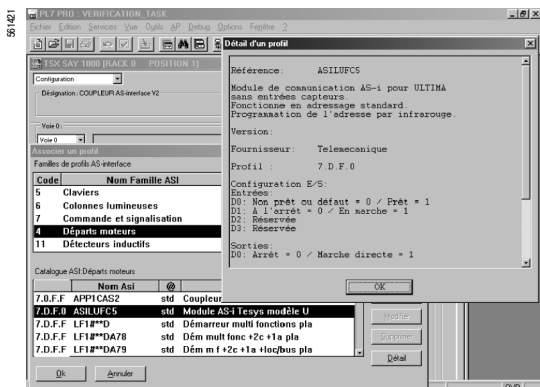 561421
PL7 PRO : VERIFICATION_TASK
Fichier Edition Services Vue Outils AP Debug Options Fenêtre ?
TSX SAY 1000 [RACK 0 POSITION 1]
Configuration
Désignation : COUPLEUR AS-interface V2
Voie 0 :
Voie 0
Associer un profil
Familles de profils AS-interface
Code Nom Famille ASI
5 Claviers
6 Colonnes lumineuses
7 Commande et signalisation
4 Départs moteurs
11 Détecteurs inductifs
Catalogue ASI:Départs moteurs
Nom Asi @
7.0.F.F APP1CAS2 std Coupleur
7.D.F.0 ASILUFC5 std Module AS-i Tesys modèle U
7.D.F.F LF1#**D std Démarreur multi fonctions pla
7.D.F.F LF1#**DA78 std Dém mult fonc +2c +1a pla
7.D.F.F LF1#**DA79 std Dém m f +2c +1a +loc/bus pla
Ok Annuler
Modifier
Supprimer
Détail
Détail d'un profil
Référence: ASILUFC5
Module de communication AS-i pour ULTIMA
sans entrées capteurs.
Fonctionne en adressage standard.
Programmation de l'adresse par infrarouge.
Version:
Fournisseur: Telemecanique
Profil : 7.D.F.0
Configuration E/S:
Entrées:
D0: Non prêt ou défaut = 0 / Prêt = 1
D1: A l'arrêt = 0 / En marche = 1
D2: Réservée
D3: Réservée
Sorties:
D0: Arrêt = 0 / Marche directe = 1
OK
OVR